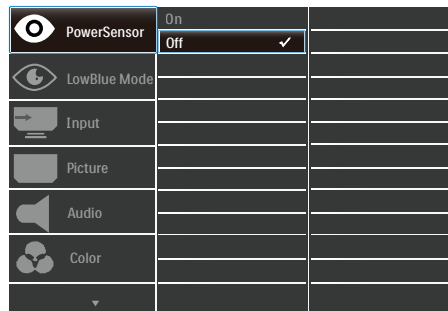 PowerSensor
On
Off
LowBlue Mode
Input
Picture
Audio
Color